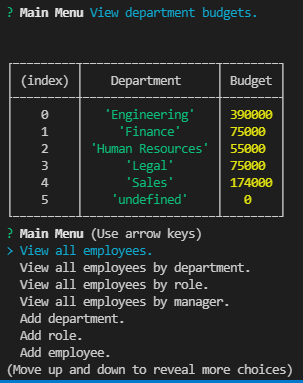 ? Main Menu View department budgets.
(index) Department Budget
0 'Engineering' 390000
1 'Finance' 75000
2 'Human Resources' 55000
3 'Legal' 75000
4 'Sales' 174000
5 'undefined' 0
? Main Menu (Use arrow keys)
> View all employees.
View all employees by department.
View all employees by role.
View all employees by manager.
Add department.
Add role.
Add employee.
(Move up and down to reveal more choices)